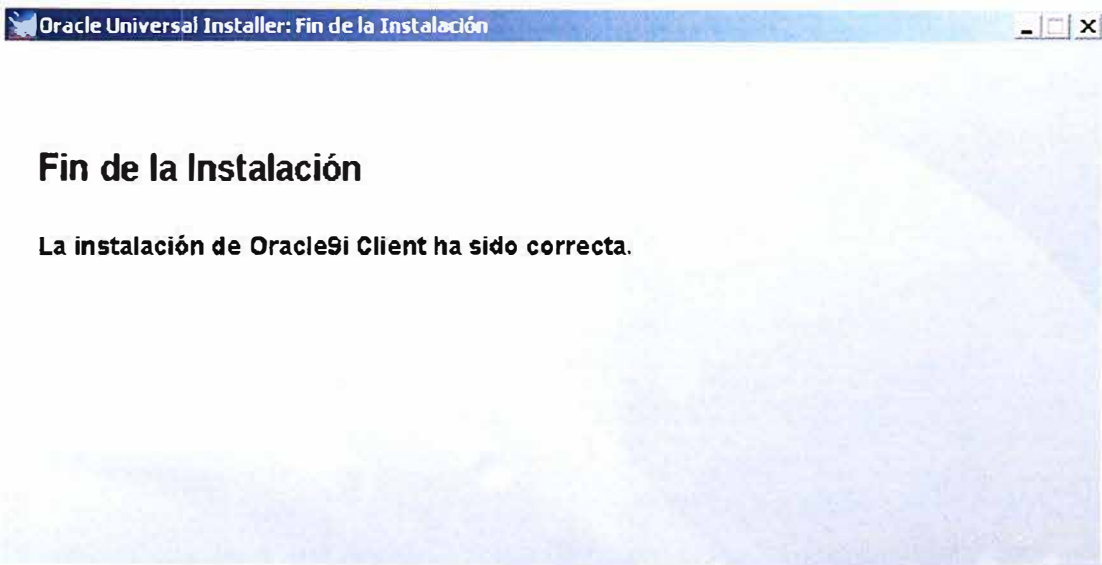 Oracle Universal Installer: Fin de la Instalación
Fin de la Instalación
La instalación de Oracle9i Client ha sido correcta.